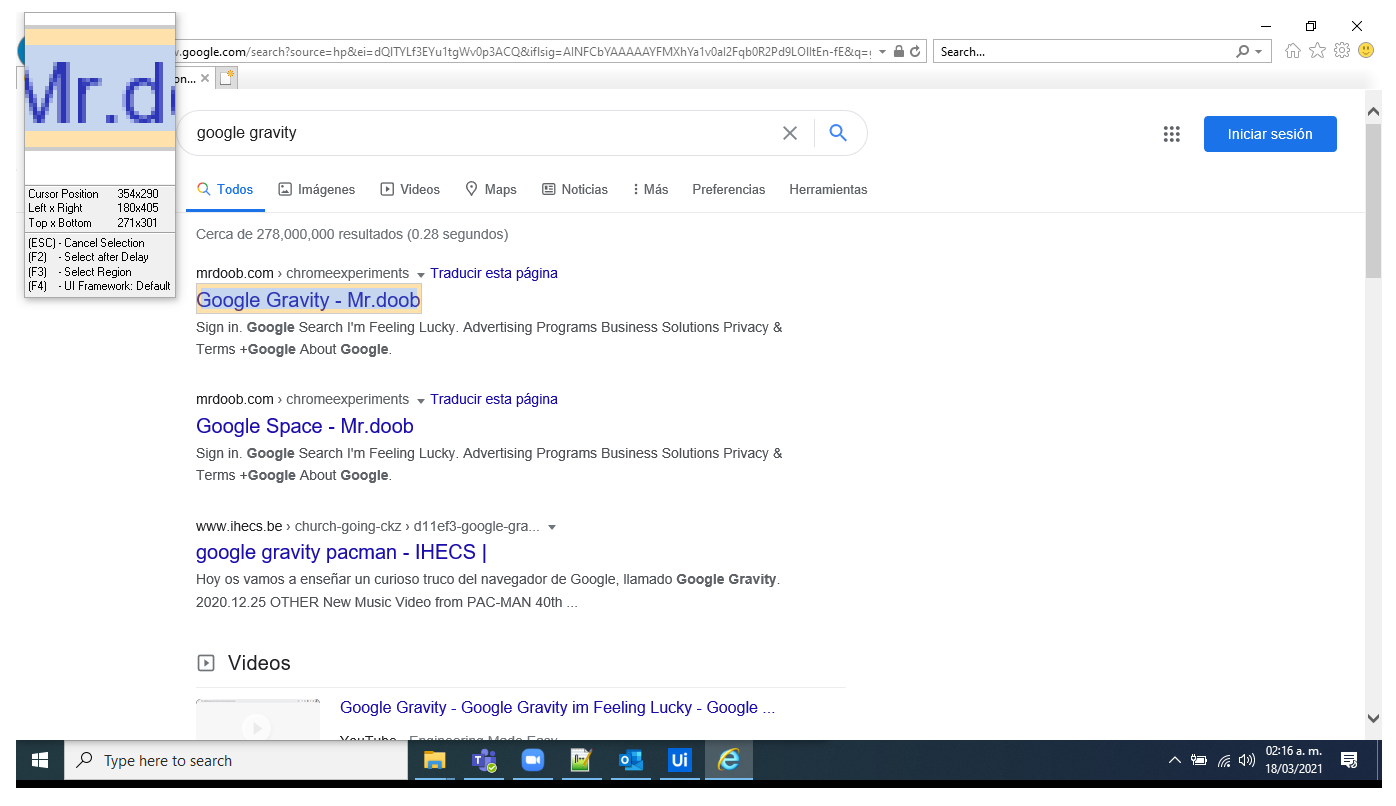 Mr.d
Cursor Position 354x290
Left x Right 180x405
Top x Bottom 271x301
(ESC) - Cancel Selection
(F2) - Select after Delay
(F3) - Select Region
(F4) - UI Framework: Default
.google.com/search?source=hp&ei=dQlTYLf3EYu1tgWv0p3ACQ&iflsig=AINFCbYAAAAAYFMXhYa1v0al2Fqb0R2Pd9LOlltEn-fE&q=g
Search...
on...
google gravity
Iniciar sesión
Todos Imágenes Videos Maps Noticias Más Preferencias Herramientas
Cerca de 278,000,000 resultados (0.28 segundos)
mrdoob.com › chromeexperiments Traducir esta página
Google Gravity - Mr.doob
Sign in. Google Search I'm Feeling Lucky. Advertising Programs Business Solutions Privacy &
Terms +Google About Google.
mrdoob.com › chromeexperiments Traducir esta página
Google Space - Mr.doob
Sign in. Google Search I'm Feeling Lucky. Advertising Programs Business Solutions Privacy &
Terms +Google About Google.
www.ihecs.be › church-going-ckz › d11ef3-google-gra...
google gravity pacman - IHECS |
Hoy os vamos a enseñar un curioso truco del navegador de Google, llamado Google Gravity.
2020.12.25 OTHER New Music Video from PAC-MAN 40th ...
Videos
Google Gravity - Google Gravity im Feeling Lucky - Google ...
YouTube · Engineering Made Easy
Type here to search
Ui
02:16 a. m.
18/03/2021